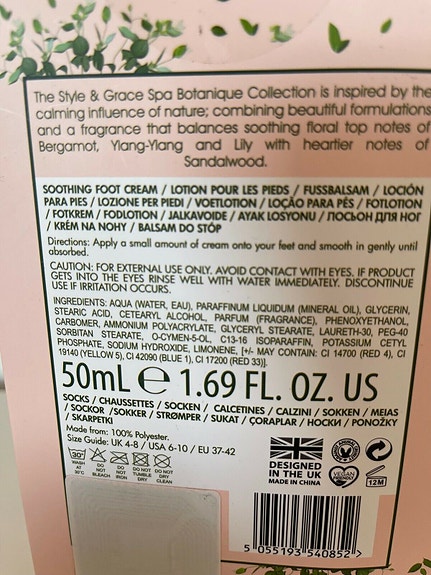 The Style & Grace Spa Botanique Collection is inspired by the
calming influence of nature; combining beautiful formulations
and a fragrance that balances soothing floral top notes of
Bergamot, Ylang-Ylang and Lily with heartier notes of
Sandalwood.
SOOTHING FOOT CREAM / LOTION POUR LES PIEDS / FUSSBALSAM / LOCIÓN
PARA PIES / LOZIONE PER PIEDI / VOETLOTION / LOÇÃO PARA PÉS / FOTLOTION
/ FOTKREM / FODLOTION / JALKAVOIDE / AYAK LOSYONU / ЛОСЬОН ДЛЯ НОГ
/ KRÉM NA NOHY / BALSAM DO STÓP
Directions: Apply a small amount of cream onto your feet and smooth in gently until
absorbed.
CAUTION: FOR EXTERNAL USE ONLY. AVOID CONTACT WITH EYES. IF PRODUCT
GETS INTO THE EYES RINSE WELL WITH WATER IMMEDIATELY. DISCONTINUE
USE IF IRRITATION OCCURS.
INGREDIENTS: AQUA (WATER, EAU), PARAFFINUM LIQUIDUM (MINERAL OIL), GLYCERIN,
STEARIC ACID, CETEARYL ALCOHOL, PARFUM (FRAGRANCE), PHENOXYETHANOL,
CARBOMER, AMMONIUM POLYACRYLATE, GLYCERYL STEARATE, LAURETH-30, PEG-40
SORBITAN STEARATE, O-CYMEN-5-OL, C13-16 ISOPARAFFIN, POTASSIUM CETYL
PHOSPHATE, SODIUM HYDROXIDE, LIMONENE, [+/- MAY CONTAIN: CI 14700 (RED 4), CI
19140 (YELLOW 5), CI 42090 (BLUE 1), CI 17200 (RED 33)].
50mL ℮ 1.69 FL. OZ. US
SOCKS / CHAUSSETTES / SOCKEN / CALCETINES / CALZINI / SOKKEN / MEIAS
/ SOCKOR / SOKKER / STRØMPER / SUKAT / ÇORAPLAR / НОСКИ / PONOŽKY
/ SKARPETKI
Made from: 100% Polyester.
Size Guide: UK 4-8 / USA 6-10 / EU 37-42
30°
WASH AT 30°C
DO NOT BLEACH
DO NOT IRON
DO NOT TUMBLE DRY
DO NOT DRY CLEAN
DESIGNED
IN THE UK
MADE IN CHINA
VEGAN
FRIENDLY
12M
5 055193 540852 >